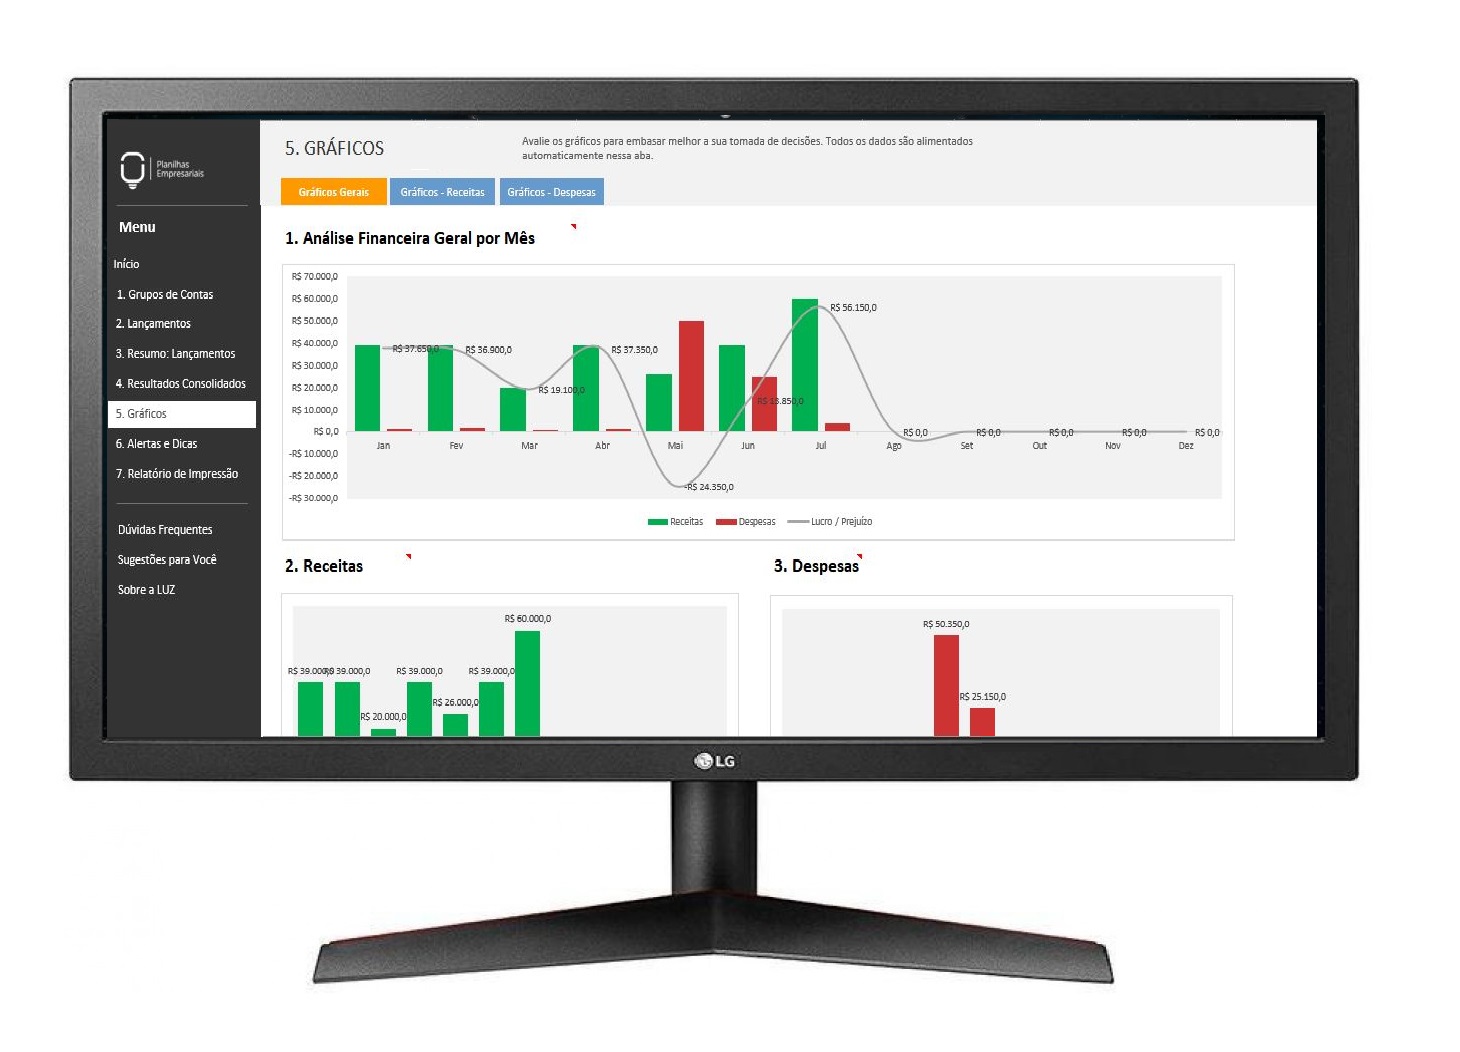 Planilhas
Empresariais
Menu
Início
1. Grupos de Contas
2. Lançamentos
3. Resumo: Lançamentos
4. Resultados Consolidados
5. Gráficos
6. Alertas e Dicas
7. Relatório de Impressão
Dúvidas Frequentes
Sugestões para Você
Sobre a LUZ
5. GRÁFICOS
Avalie os gráficos para embasar melhor a sua tomada de decisões. Todos os dados são alimentados
automaticamente nessa aba.
Gráficos Gerais
Gráficos - Receitas
Gráficos - Despesas
1. Análise Financeira Geral por Mês
R$ 70.000,0
R$ 60.000,0
R$ 50.000,0
R$ 40.000,0
R$ 30.000,0
R$ 20.000,0
R$ 10.000,0
R$ 0,0
-R$ 10.000,0
-R$ 20.000,0
-R$ 30.000,0
R$ 37.650,0
R$ 36.900,0
R$ 19.100,0
R$ 37.350,0
-R$ 24.350,0
R$ 13.850,0
R$ 56.150,0
R$ 0,0
R$ 0,0
R$ 0,0
R$ 0,0
R$ 0,0
Jan Fev Mar Abr Mai Jun Jul Ago Set Out Nov Dez
Receitas Despesas Lucro / Prejuízo
2. Receitas
R$ 39.000,0
R$ 39.000,0
R$ 20.000,0
R$ 39.000,0
R$ 26.000,0
R$ 39.000,0
R$ 60.000,0
3. Despesas
R$ 50.350,0
R$ 25.150,0
LG